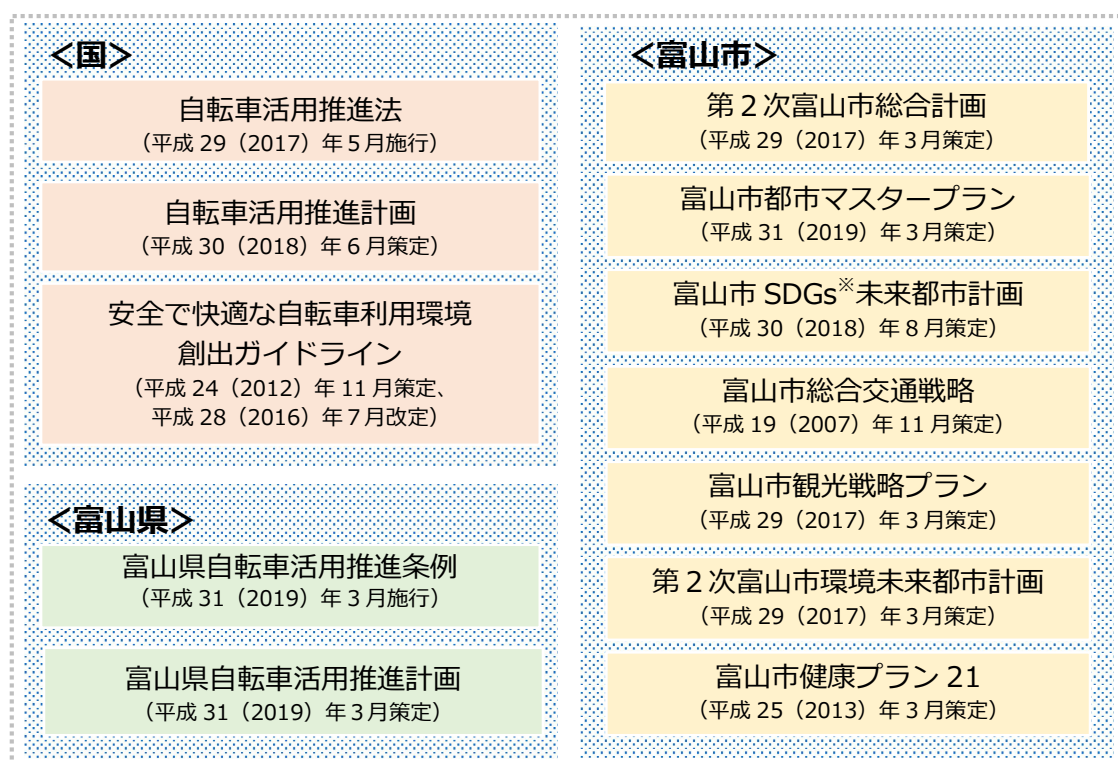 <国>
自転車活用推進法
(平成 29(2017)年5月施行)
自転車活用推進計画
(平成 30(2018)年6月策定)
安全で快適な自転車利用環境
創出ガイドライン
(平成 24(2012)年 11 月策定、
平成 28(2016)年7月改定)
<富山県>
富山県自転車活用推進条例
(平成 31(2019)年3月施行)
富山県自転車活用推進計画
(平成 31(2019)年3月策定)
<富山市>
第2次富山市総合計画
(平成 29(2017)年3月策定)
富山市都市マスタープラン
(平成 31(2019)年3月策定)
富山市 SDGs※未来都市計画
(平成 30(2018)年8月策定)
富山市総合交通戦略
(平成 19(2007)年 11 月策定)
富山市観光戦略プラン
(平成 29(2017)年3月策定)
第2次富山市環境未来都市計画
(平成 29(2017)年3月策定)
富山市健康プラン 21
(平成 25(2013)年3月策定)